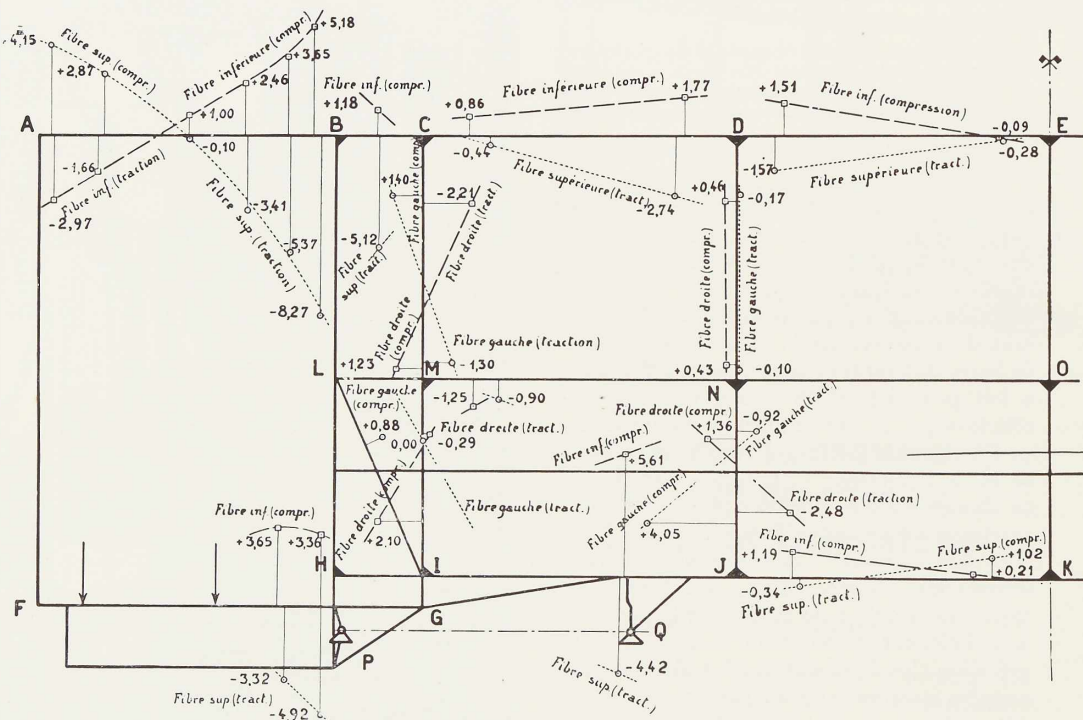 +5,18
4,15
Fibre sup.(compr.)
Fibre inférieure (compr.)
+3,65
+2,87
+2,46
Fibre inf.(compr.)
Fibre inférieure (compr.)
+1,77
+1,51
Fibre inf.(compression)
+1,00
+1,18
+0,86
A
B
C
D
-0,09
E
-0,10
-0,44
-0,28
-1,66
Fibre inf.(traction)
-157
Fibre supérieure (tract.)
-2,97
+1,40
Fibre gauche (compr.)
-2,21
Fibre supérieure (tract.)
-2,74
+0,46
-0,17
-3,41
Fibre sup.(traction)
-5,37
-5,12
Fibre
sup (tract.)
Fibre droite (tract.)
Fibre droite (compr.)
Fibre gauche (tract.)
-8,27
Fibre droite
(compr.)
Fibre gauche (traction)
L
+1,23
M
-1,30
+0,43
-0,10
O
Fibre gauche
(compr.)
-1,25
-0,90
N
Fibre droite (compr)
-0,92
Fibre gauche (tract.)
+0,88
0,00
-0,29
Fibre droite (tract.)
+1,36
Fibre inf.(compr)
+5,61
Fibre droite (compr.)
Fibre gauche (tract.)
Fibre gauche (compr.)
Fibre droite (traction)
-2,48
Fibre inf.(compr.)
+3,65
+3,36
+2,10
+4,05
+1,19
Fibre inf.(compr.)
Fibre sup.(compr.)
+1,02
H
I
J
+0,21
K
-0,34
Fibre sup.(tract.)
F
G
Q
P
-3,32
-4,42
Fibre sup (tract.)
Fibre sup (tract.)
-4,92